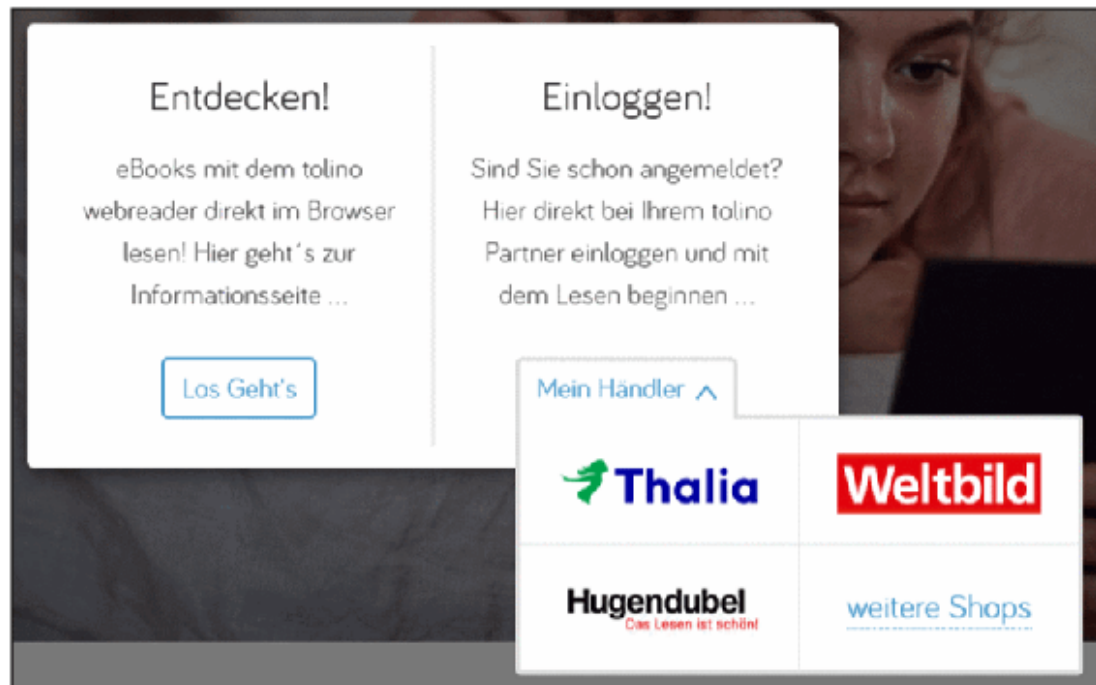 Entdecken!
eBooks mit dem tolino
webreader direkt im Browser
lesen! Hier geht´s zur
Informationsseite ...
Los Geht's
Einloggen!
Sind Sie schon angemeldet?
Hier direkt bei Ihrem tolino
Partner einloggen und mit
dem Lesen beginnen ...
Mein Händler
Thalia
Weltbild
Hugendubel
Das Lesen ist schön!
weitere Shops